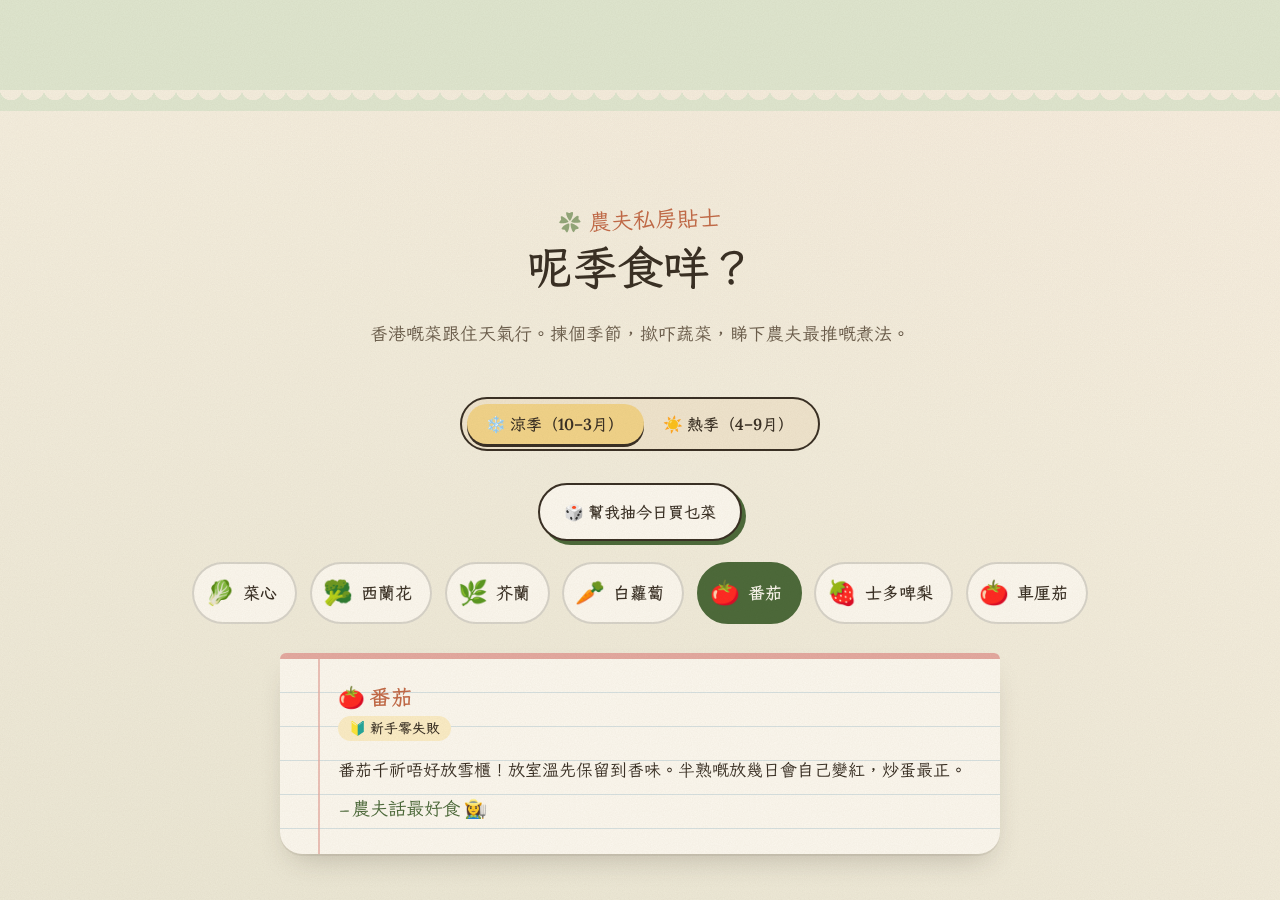 農夫私房貼士
呢季食咩？
香港嘅菜跟住天氣行。揀個季節，撳吓蔬菜，睇下農夫最推嘅煮法。
❄️ 涼季（10–3月）
☀️ 熱季（4–9月）
🎲 幫我抽今日買乜菜
🥬 菜心
🥦 西蘭花
🌿 芥蘭
🥕 白蘿蔔
🍅 番茄
🍓 士多啤梨
🍅 車厘茄
🍅 番茄
🔰 新手零失敗
番茄千祈唔好放雪櫃！放室溫先保留到香味。半熟嘅放幾日會自己變紅，炒蛋最正。
– 農夫話最好食 👩‍🌾